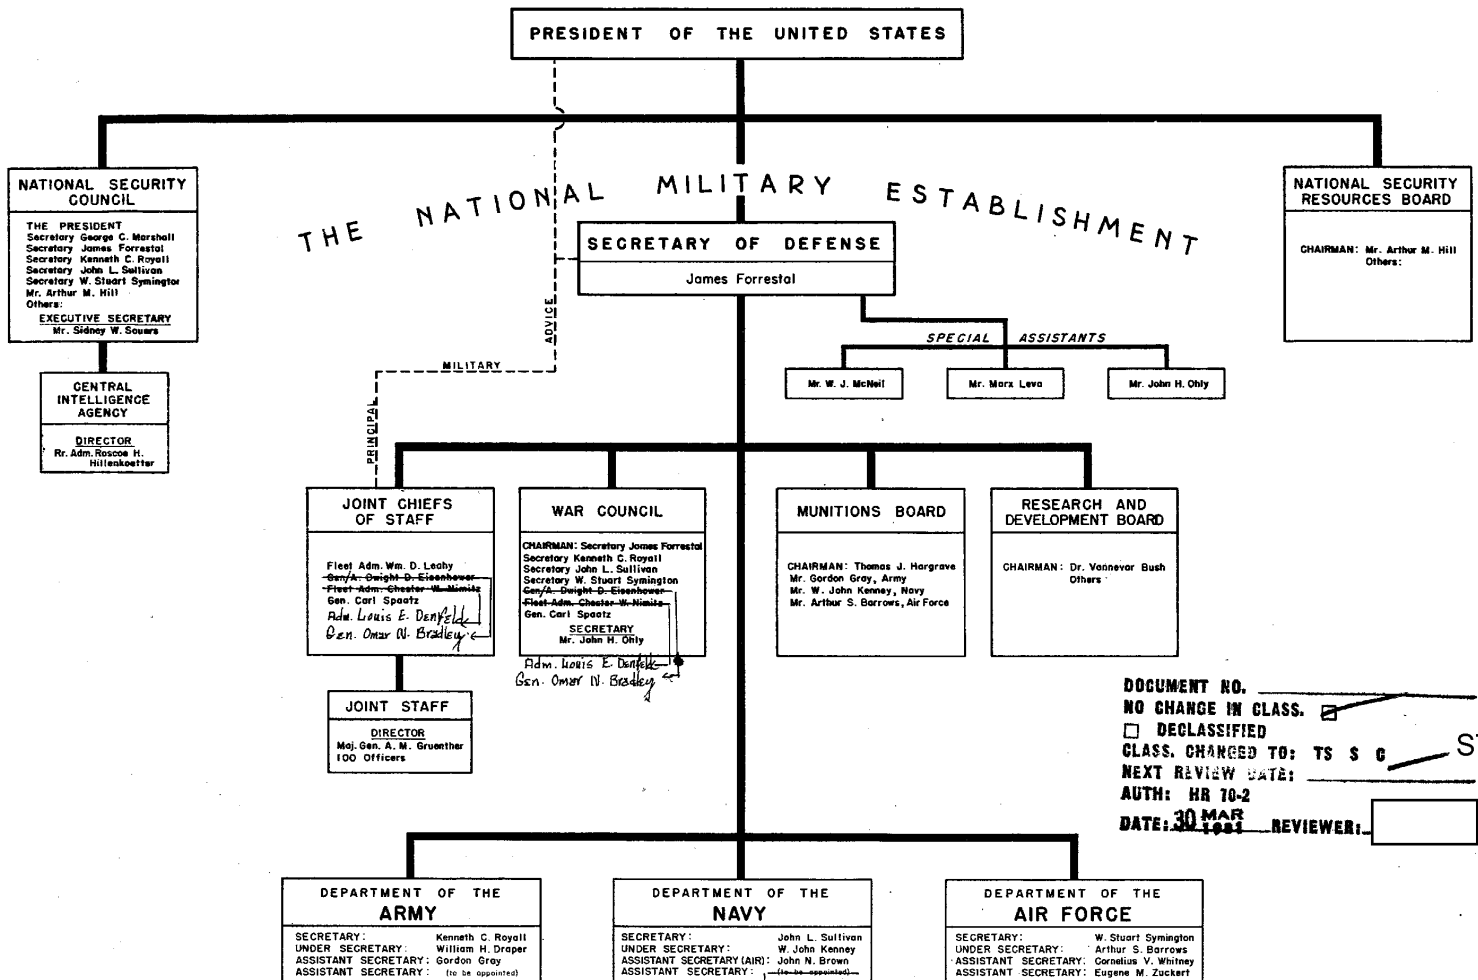 PRESIDENT OF THE UNITED STATES
THE NATIONAL MILITARY ESTABLISHMENT
NATIONAL SECURITY
COUNCIL
THE PRESIDENT
Secretary George C. Marshall
Secretary James Forrestal
Secretary Kenneth C. Royall
Secretary John L. Sullivan
Secretary W. Stuart Symington
Mr. Arthur M. Hill
Others:
EXECUTIVE SECRETARY
Mr. Sidney W. Souers
CENTRAL
INTELLIGENCE
AGENCY
DIRECTOR
Rr. Adm. Roscoe H.
Hillenkoetter
SECRETARY OF DEFENSE
James Forrestal
NATIONAL SECURITY
RESOURCES BOARD
CHAIRMAN: Mr. Arthur M. Hill
Others:
SPECIAL ASSISTANTS
Mr. W. J. McNeil
Mr. Marx Leva
Mr. John H. Ohly
PRINCIPAL
MILITARY
ADVICE
JOINT CHIEFS
OF STAFF
Fleet Adm. Wm. D. Leahy
Gen/A. Dwight D. Eisenhower
Fleet Adm. Chester W. Nimitz
Gen. Carl Spaatz
Adm. Louis E. Denfeld
Gen. Omar N. Bradley
JOINT STAFF
DIRECTOR
Maj. Gen. A. M. Gruenther
100 Officers
WAR COUNCIL
CHAIRMAN: Secretary James Forrestal
Secretary Kenneth C. Royall
Secretary John L. Sullivan
Secretary W. Stuart Symington
Gen/A. Dwight D. Eisenhower
Fleet Adm. Chester W. Nimitz
Gen. Carl Spaatz
SECRETARY
Mr. John H. Ohly
Adm. Louis E. Denfeld
Gen. Omar N. Bradley
MUNITIONS BOARD
CHAIRMAN: Thomas J. Hargrave
Mr. Gordon Gray, Army
Mr. W. John Kenney, Navy
Mr. Arthur S. Barrows, Air Force
RESEARCH AND
DEVELOPMENT BOARD
CHAIRMAN: Dr. Vannevar Bush
Others
DOCUMENT NO.
NO CHANGE IN CLASS.
DECLASSIFIED
CLASS. CHANGED TO: TS S C
NEXT REVIEW DATE:
AUTH: HR 70-2
DATE: 30 MAR 1981 REVIEWER:
DEPARTMENT OF THE
ARMY
SECRETARY: Kenneth C. Royall
UNDER SECRETARY: William H. Draper
ASSISTANT SECRETARY: Gordon Gray
ASSISTANT SECRETARY: (to be appointed)
DEPARTMENT OF THE
NAVY
SECRETARY: John L. Sullivan
UNDER SECRETARY: W. John Kenney
ASSISTANT SECRETARY (AIR): John N. Brown
ASSISTANT SECRETARY: (to be appointed)
DEPARTMENT OF THE
AIR FORCE
SECRETARY: W. Stuart Symington
UNDER SECRETARY: Arthur S. Barrows
ASSISTANT SECRETARY: Cornelius V. Whitney
ASSISTANT SECRETARY: Eugene M. Zuckert